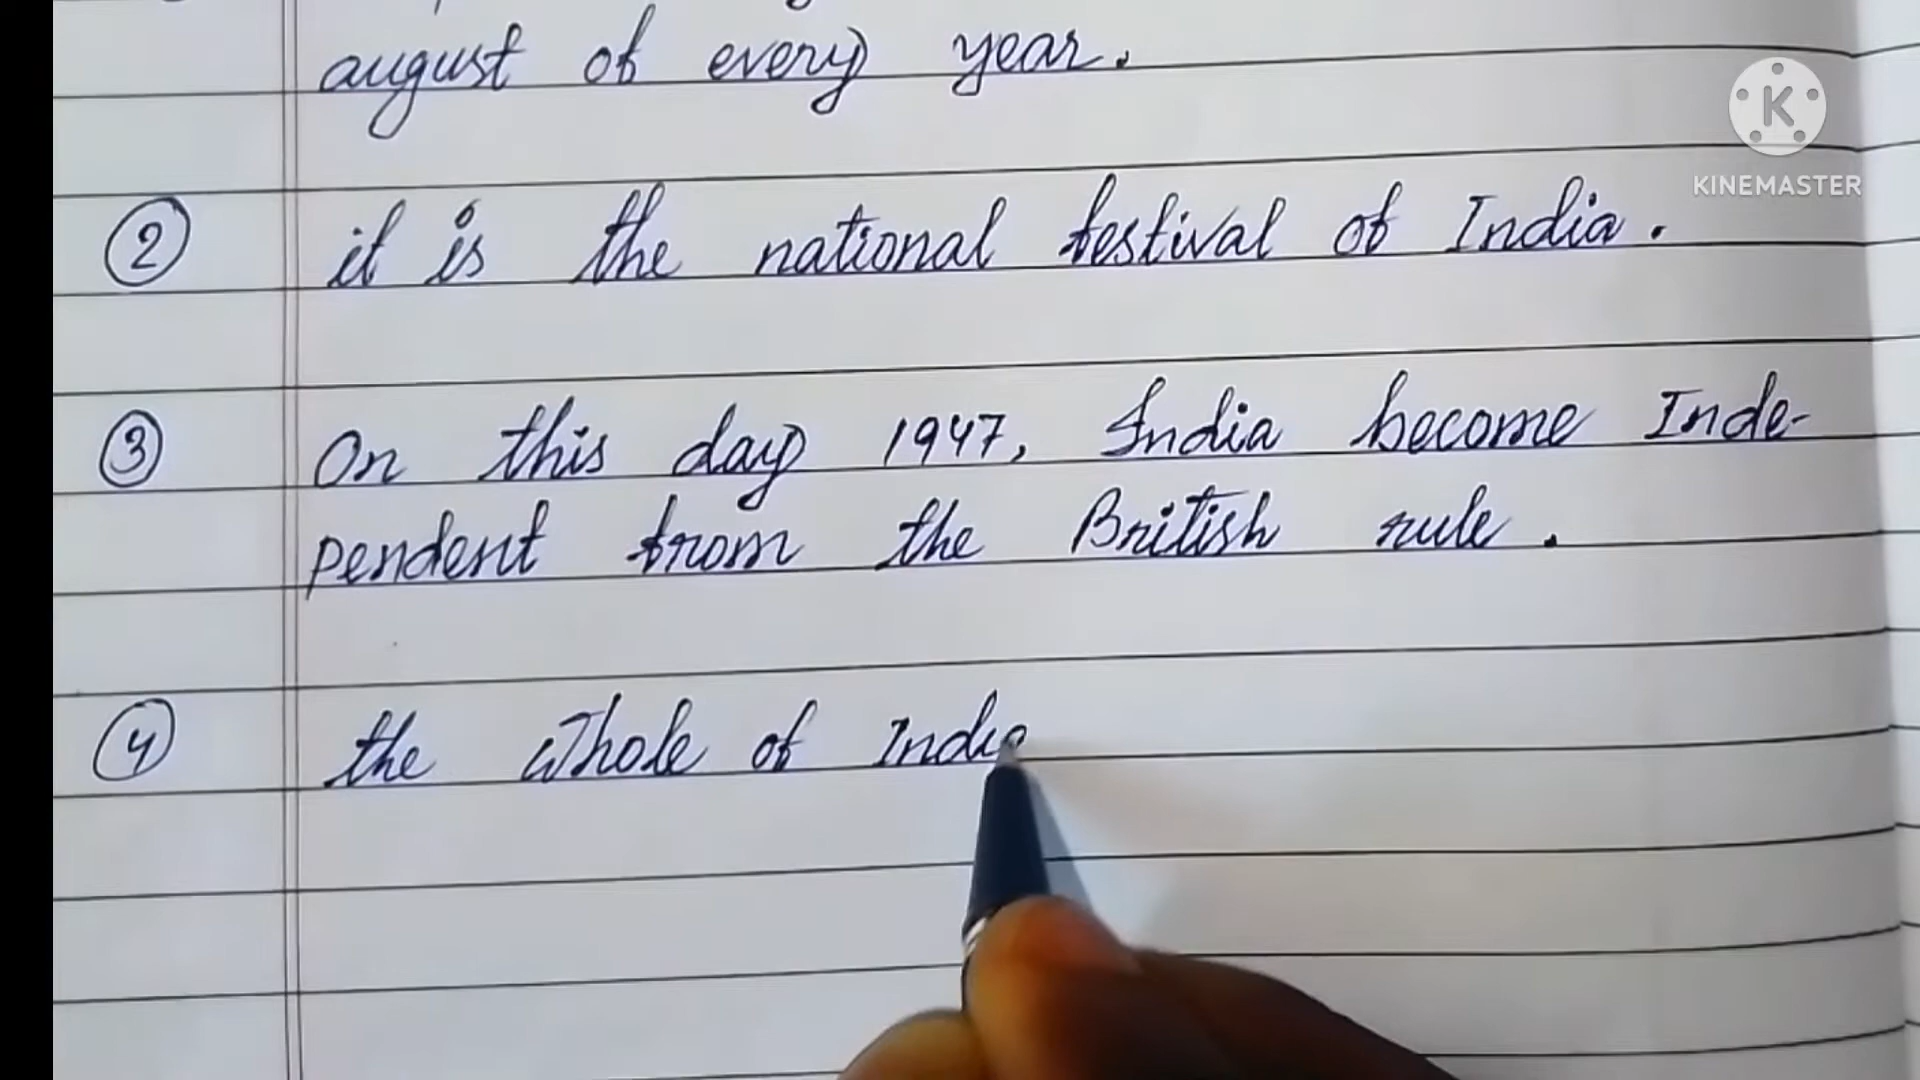 august of every year.
② it is the national festival of India.
③ On this day 1947, India become Inde-
pendent from the British rule.
④ the Whole of India
K
KINEMASTER